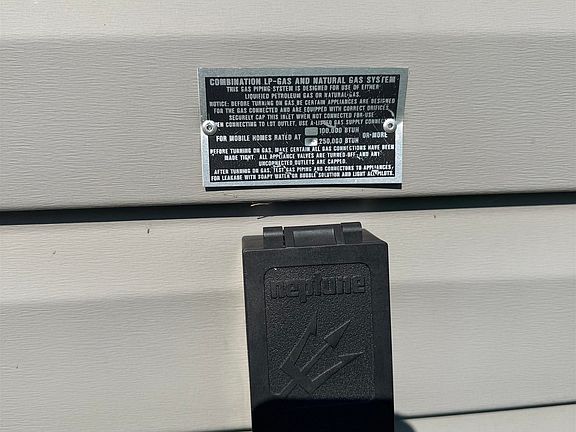 COMBINATION LP-GAS AND NATURAL GAS SYSTEM
THIS GAS PIPING SYSTEM IS DESIGNED FOR USE OF EITHER
LIQUIFIED PETROLEUM GAS OR NATURAL GAS.
NOTICE: BEFORE TURNING ON GAS BE CERTAIN APPLIANCES ARE DESIGNED
FOR THE GAS CONNECTED AND ARE EQUIPPED WITH CORRECT ORIFICES.
SECURELY CAP THIS INLET WHEN NOT CONNECTED FOR USE.
WHEN CONNECTING TO LOT OUTLET, USE A LISTED GAS SUPPLY CONNECTOR
FOR MOBILE HOMES RATED AT 100,000 BTUH
250,000 BTUH OR MORE
BEFORE TURNING ON GAS, MAKE CERTAIN ALL GAS CONNECTORS HAVE BEEN
MADE TIGHT, ALL APPLIANCE VALVES ARE TURNED OFF, AND ANY
UNCONNECTED OUTLETS ARE CAPPED.
AFTER TURNING ON GAS, TEST GAS PIPING AND CONNECTORS TO APPLIANCES
FOR LEAKAGE WITH SOAPY WATER OR BUBBLE SOLUTION AND LIGHT ALL PILOTS.
neptune